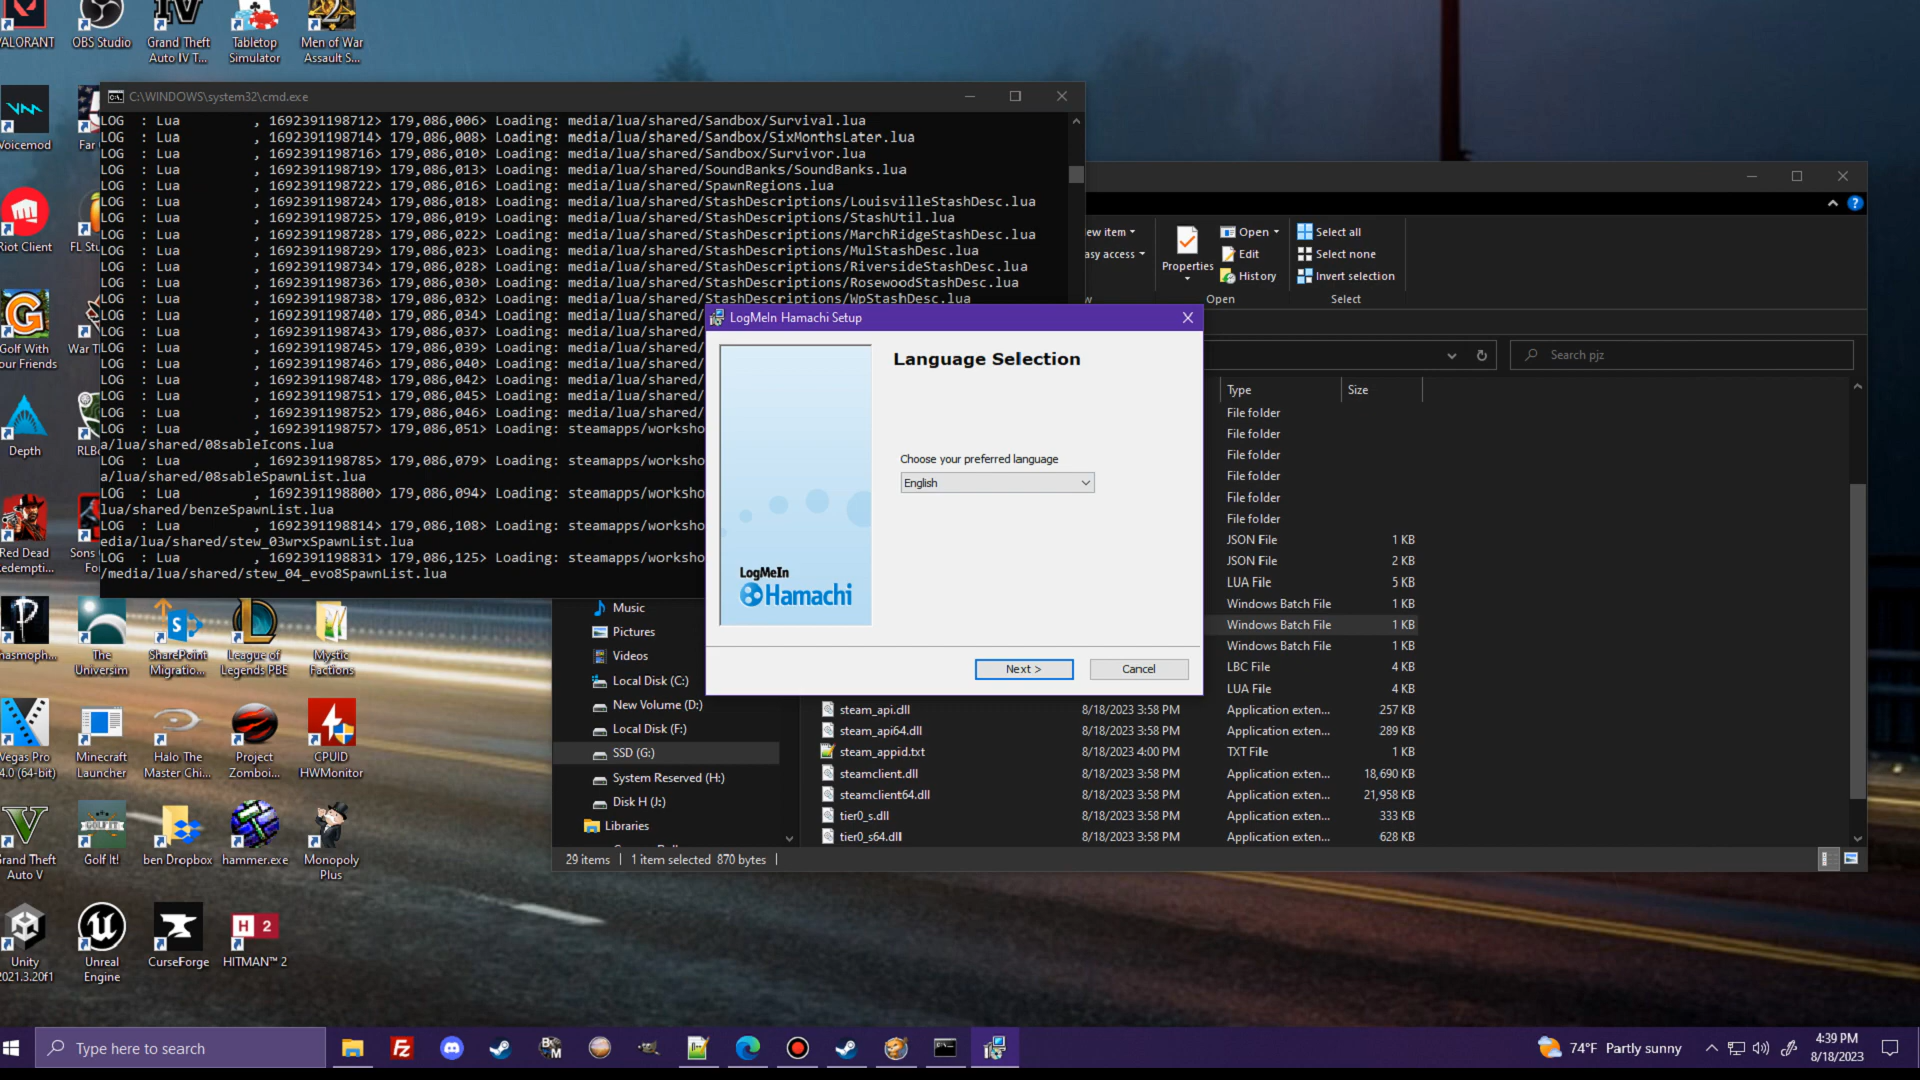 ALORANT
OBS Studio
Grand Theft
Auto IV T...
Tabletop
Simulator
Men of War
Assault S...
C:\WINDOWS\system32\cmd.exe
LOG : Lua , 1692391198712> 179,086,006> Loading: media/lua/shared/Sandbox/Survival.lua
LOG : Lua , 1692391198714> 179,086,008> Loading: media/lua/shared/Sandbox/SixMonthsLater.lua
LOG : Lua , 1692391198716> 179,086,010> Loading: media/lua/shared/Sandbox/Survivor.lua
LOG : Lua , 1692391198719> 179,086,013> Loading: media/lua/shared/SoundBanks/SoundBanks.lua
LOG : Lua , 1692391198722> 179,086,016> Loading: media/lua/shared/SpawnRegions.lua
LOG : Lua , 1692391198724> 179,086,018> Loading: media/lua/shared/StashDescriptions/LouisvilleStashDesc.lua
LOG : Lua , 1692391198725> 179,086,019> Loading: media/lua/shared/StashDescriptions/StashUtil.lua
LOG : Lua , 1692391198728> 179,086,022> Loading: media/lua/shared/StashDescriptions/MarchRidgeStashDesc.lua
LOG : Lua , 1692391198729> 179,086,023> Loading: media/lua/shared/StashDescriptions/MulStashDesc.lua
LOG : Lua , 1692391198734> 179,086,028> Loading: media/lua/shared/StashDescriptions/RiversideStashDesc.lua
LOG : Lua , 1692391198736> 179,086,030> Loading: media/lua/shared/StashDescriptions/RosewoodStashDesc.lua
LOG : Lua , 1692391198738> 179,086,032> Loading: media/lua/shared/StashDescriptions/WpStashDesc.lua
LOG : Lua , 1692391198740> 179,086,034> Loading: media/lua/shared/
LOG : Lua , 1692391198743> 179,086,037> Loading: media/lua/shared/
LOG : Lua , 1692391198745> 179,086,039> Loading: media/lua/shared/
LOG : Lua , 1692391198746> 179,086,040> Loading: media/lua/shared/
LOG : Lua , 1692391198748> 179,086,042> Loading: media/lua/shared/
LOG : Lua , 1692391198751> 179,086,045> Loading: media/lua/shared/
LOG : Lua , 1692391198752> 179,086,046> Loading: media/lua/shared/
LOG : Lua , 1692391198757> 179,086,051> Loading: steamapps/worksho
a/lua/shared/08sableIcons.lua
LOG : Lua , 1692391198785> 179,086,079> Loading: steamapps/worksho
a/lua/shared/08sableSpawnList.lua
LOG : Lua , 1692391198800> 179,086,094> Loading: steamapps/worksho
lua/shared/benzeSpawnList.lua
LOG : Lua , 1692391198814> 179,086,108> Loading: steamapps/worksho
edia/lua/shared/stew_03wrxSpawnList.lua
LOG : Lua , 1692391198831> 179,086,125> Loading: steamapps/worksho
/media/lua/shared/stew_04_evo8SpawnList.lua
Voicemod
Far
Riot Client
FL Stu
Golf With
our Friends
War T
Depth
RLB
Red Dead
edempti...
Sons
Fo
asmoph...
The
Universim
SharePoint
Migratio...
League of
Legends PBE
Mystic
Factions
Vegas Pro
4.0 (64-bit)
Minecraft
Launcher
Halo The
Master Chi...
Project
Zomboi...
CPUID
HWMonitor
rand Theft
Auto V
GOLF IT!
Golf It!
ben Dropbox
hammer.exe
Monopoly
Plus
Unity
2021.3.20f1
Unreal
Engine
CurseForge
H 2
HITMAN™ 2
ew item
asy access
Properties
Open
Edit
History
Open
Select all
Select none
Invert selection
Select
Search pjz
Type
Size
File folder
File folder
File folder
File folder
File folder
File folder
JSON File 1 KB
JSON File 2 KB
LUA File 5 KB
Windows Batch File 1 KB
Windows Batch File 1 KB
Windows Batch File 1 KB
LBC File 4 KB
LUA File 4 KB
steam_api.dll 8/18/2023 3:58 PM Application exten... 257 KB
steam_api64.dll 8/18/2023 3:58 PM Application exten... 289 KB
steam_appid.txt 8/18/2023 4:00 PM TXT File 1 KB
steamclient.dll 8/18/2023 3:58 PM Application exten... 18,690 KB
steamclient64.dll 8/18/2023 3:58 PM Application exten... 21,958 KB
tier0_s.dll 8/18/2023 3:58 PM Application exten... 333 KB
tier0_s64.dll 8/18/2023 3:58 PM Application exten... 628 KB
Music
Pictures
Videos
Local Disk (C:)
New Volume (D:)
Local Disk (F:)
SSD (G:)
System Reserved (H:)
Disk H (J:)
Libraries
29 items
1 item selected 870 bytes
LogMeIn Hamachi Setup
Language Selection
Choose your preferred language
English
LogMeIn
Hamachi
Next >
Cancel
Type here to search
74°F Partly sunny
4:39 PM
8/18/2023